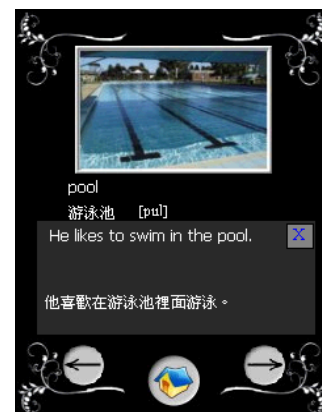 pool
游泳池 [pul]
He likes to swim in the pool.
X
他喜歡在游泳池裡面游泳。